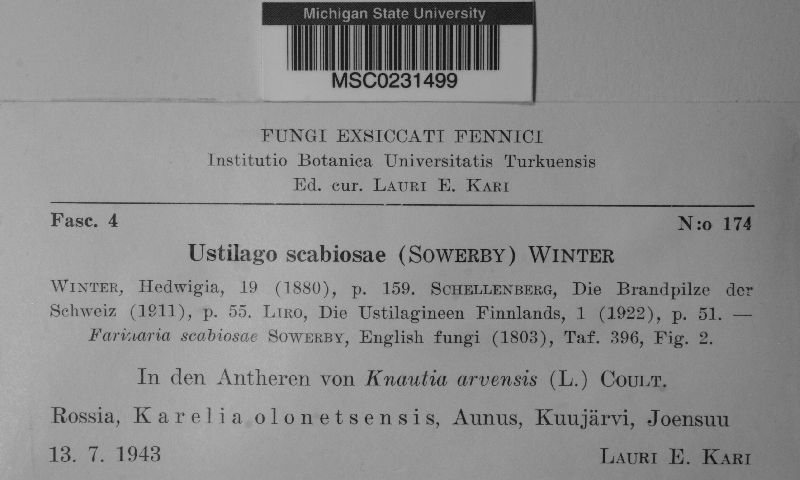 Michigan State University
MSC0231499
FUNGI EXSICCATI FENNICI
Institutio Botanica Universitatis Turkuensis
Ed. cur. LAURI E. KARI
Fasc. 4 N:o 174
Ustilago scabiosae (SOWERBY) WINTER
WINTER, Hedwigia, 19 (1880), p. 159. SCHELLENBERG, Die Brandpilze der
Schweiz (1911), p. 55. LIRO, Die Ustilagineen Finnlands, 1 (1922), p. 51. —
Farinaria scabiosae SOWERBY, English fungi (1803), Taf. 396, Fig. 2.
In den Antheren von Knautia arvensis (L.) COULT.
Rossia, Karelia olonetsensis, Aunus, Kuujärvi, Joensuu
13. 7. 1943 LAURI E. KARI